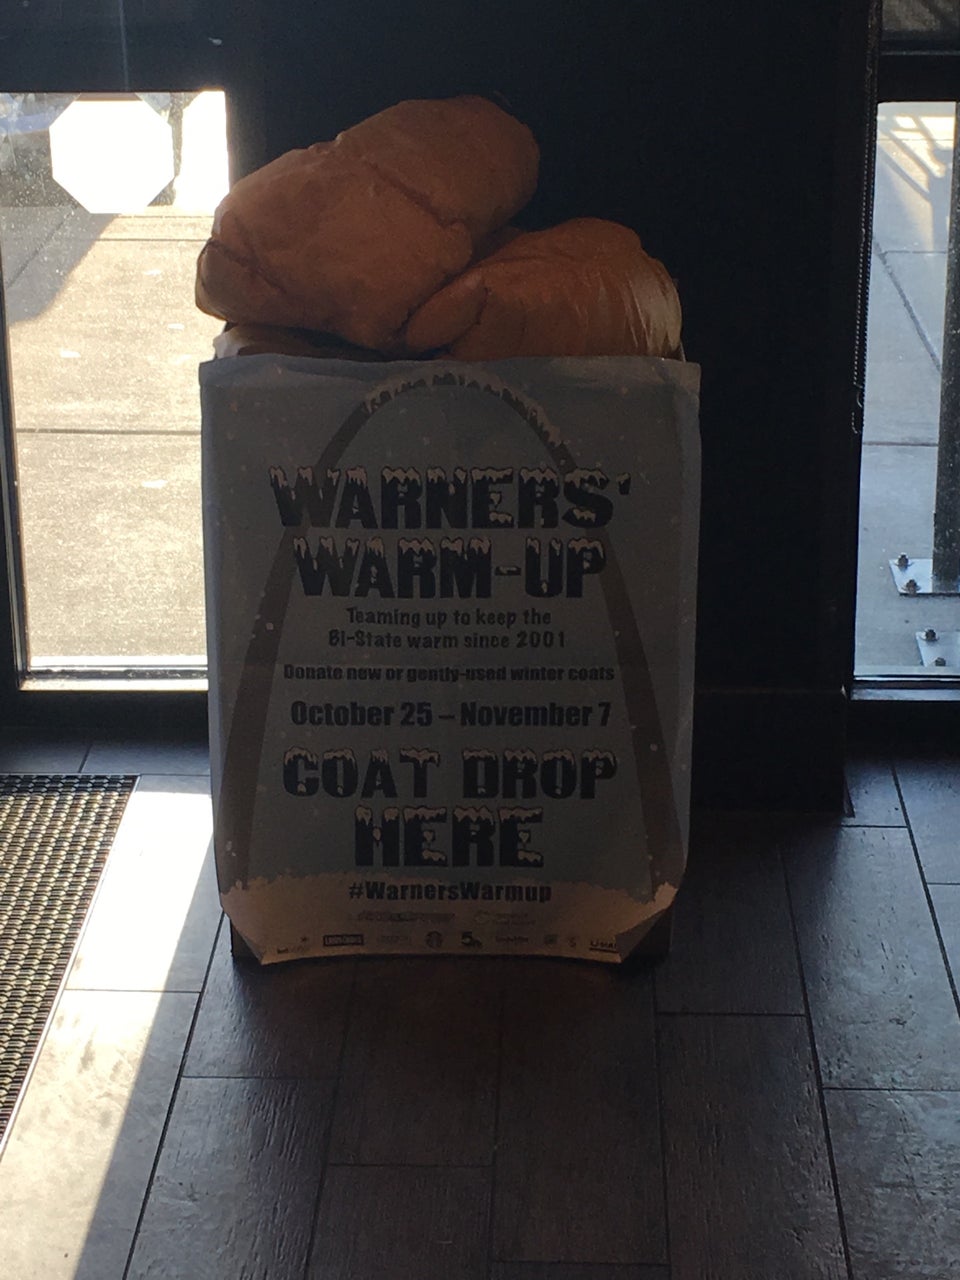 WARNERS'
WARM-UP
Teaming up to keep the
Bi-State warm since 2001
Donate new or gently-used winter coats
October 25 – November 7
COAT DROP
HERE
#WarnersWarmup